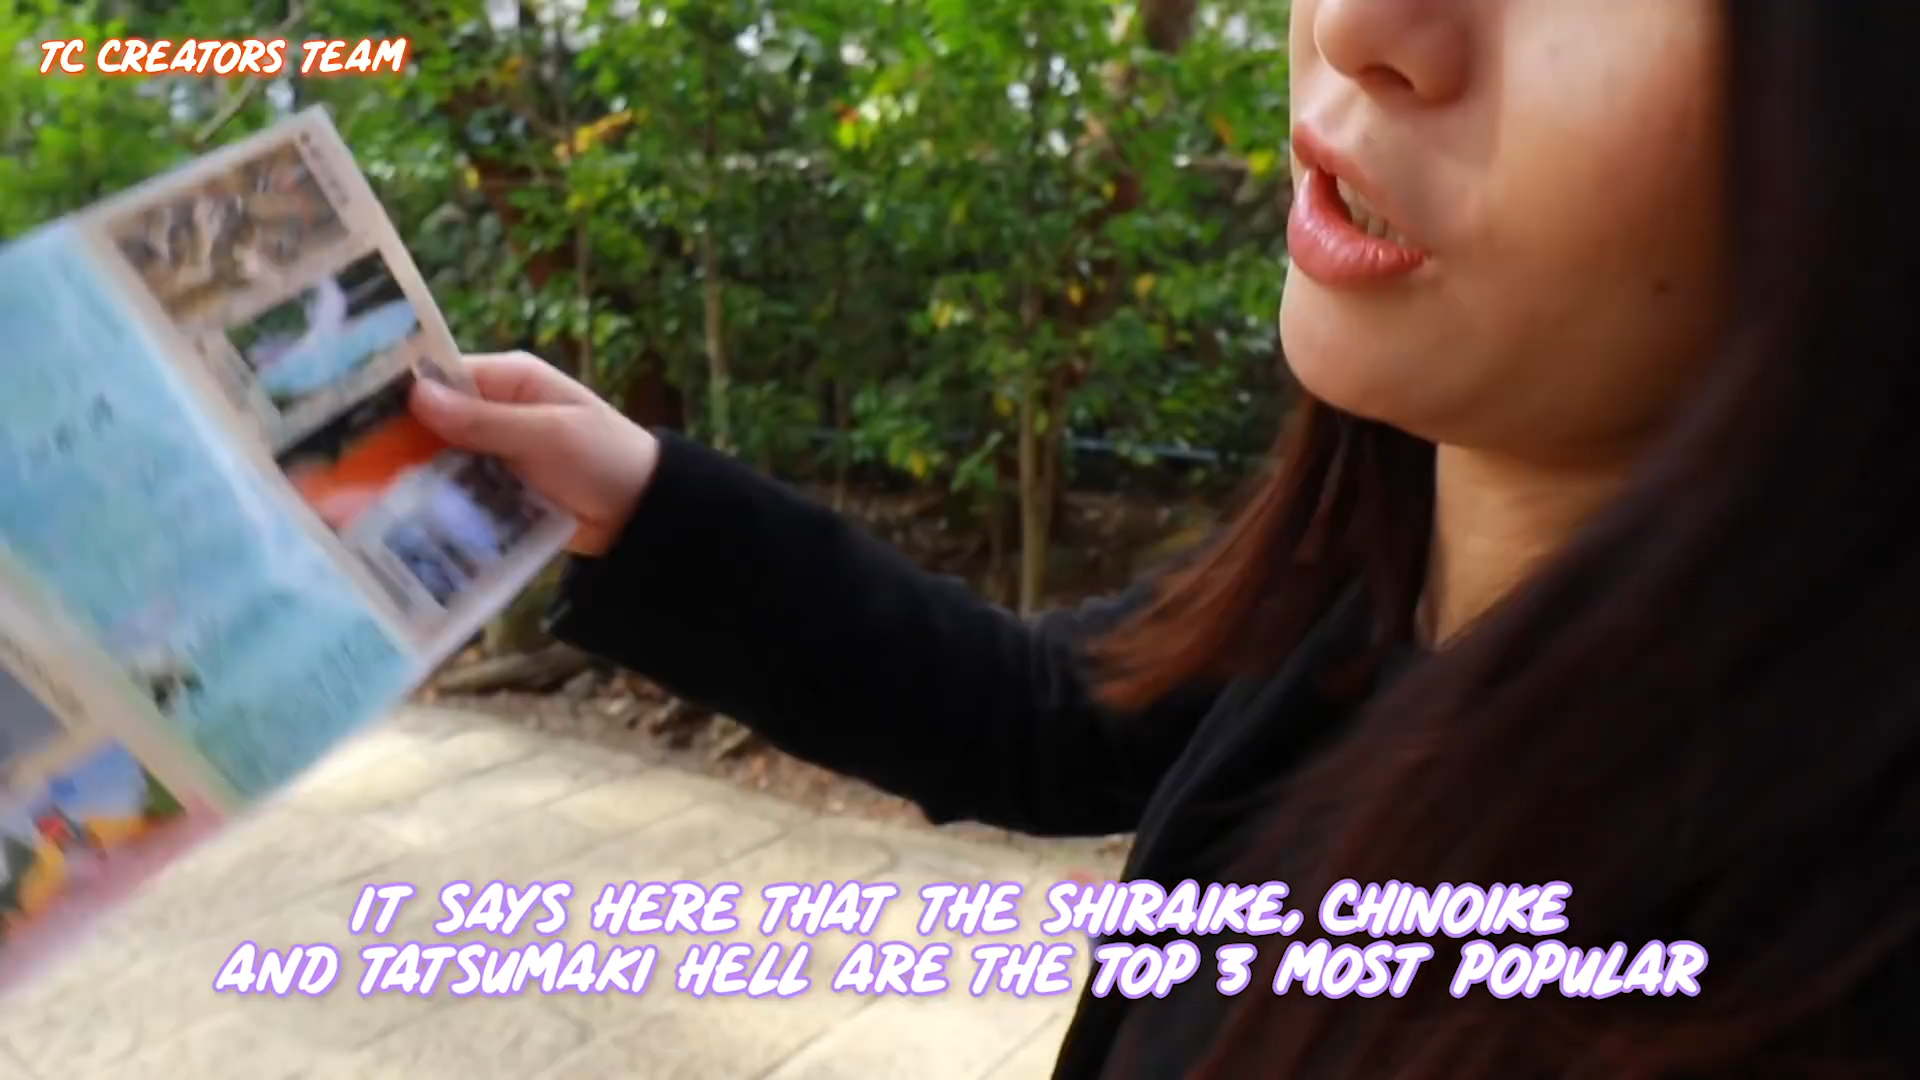 TC CREATORS TEAM
IT SAYS HERE THAT THE SHIRAIKE, CHINOIKE
AND TATSUMAKI HELL ARE THE TOP 3 MOST POPULAR